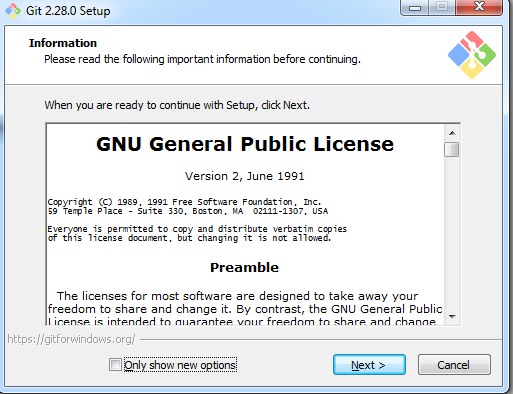 Git 2.28.0 Setup
Information
Please read the following important information before continuing.
When you are ready to continue with Setup, click Next.
GNU General Public License
Version 2, June 1991
Copyright (C) 1989, 1991 Free Software Foundation, Inc.
59 Temple Place - Suite 330, Boston, MA  02111-1307, USA
Everyone is permitted to copy and distribute verbatim copies
of this license document, but changing it is not allowed.
Preamble
The licenses for most software are designed to take away your
freedom to share and change it. By contrast, the GNU General Public
License is intended to guarantee your freedom to share and change
https://gitforwindows.org/
Only show new options
Next >
Cancel